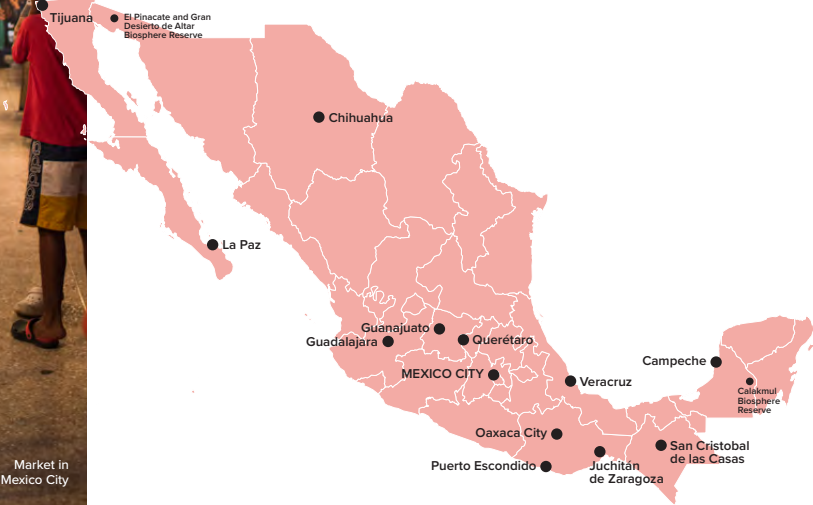 Tijuana
El Pinacate and Gran
Desierto de Altar
Biosphere Reserve
Chihuahua
adidas
La Paz
Guanajuato
Guadalajara
Querétaro
MEXICO CITY
Veracruz
Campeche
Calakmul
Biosphere
Reserve
Oaxaca City
San Cristobal
de las Casas
Puerto Escondido
Juchitán
de Zaragoza
Market in
Mexico City